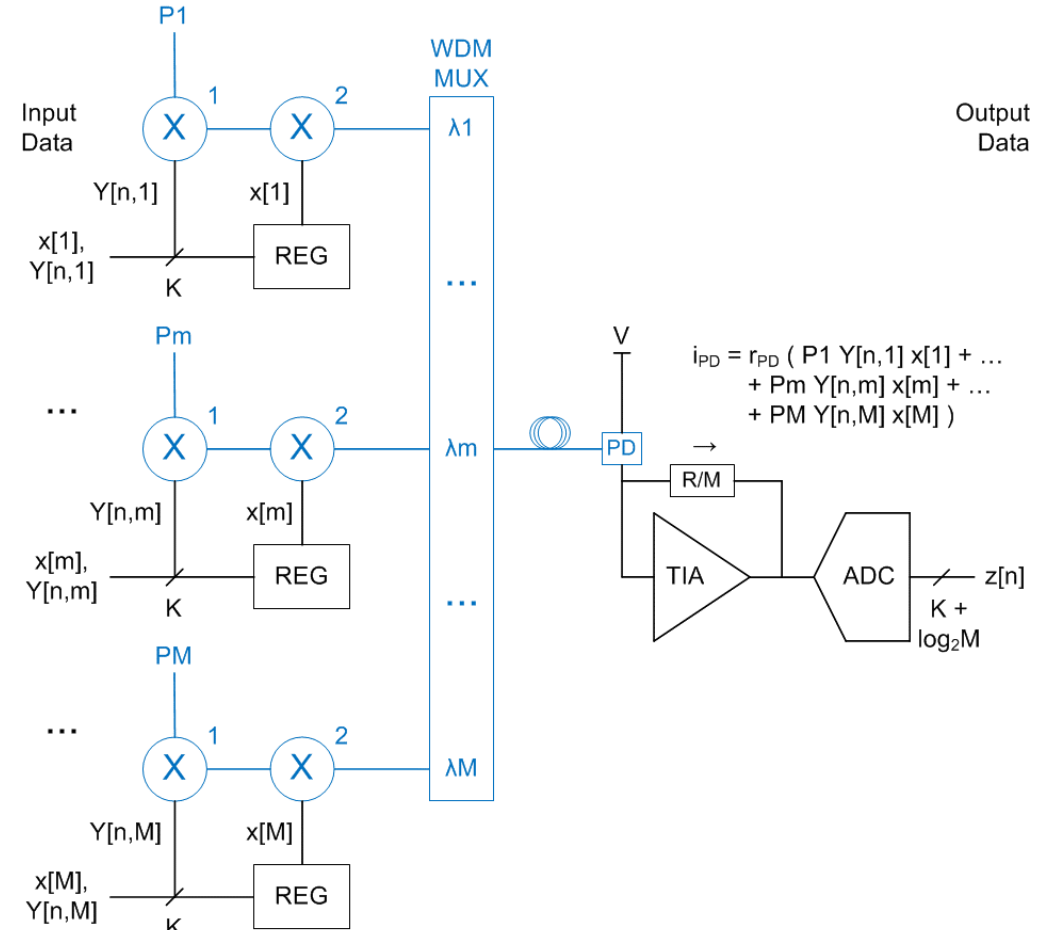 P1
WDM
MUX
Input
Data
X
1
X
2
λ1
Output
Data
Y[n,1]
x[1]
x[1],
Y[n,1]
K
REG
...
Pm
V
iPD = rPD ( P1 Y[n,1] x[1] + ...
+ Pm Y[n,m] x[m] + ...
+ PM Y[n,M] x[M] )
...
X
1
X
2
λm
PD
→
R/M
Y[n,m]
x[m]
x[m],
Y[n,m]
K
REG
...
TIA
ADC
z[n]
K +
log₂M
PM
...
X
1
X
2
λM
Y[n,M]
x[M]
x[M],
Y[n,M]
K
REG